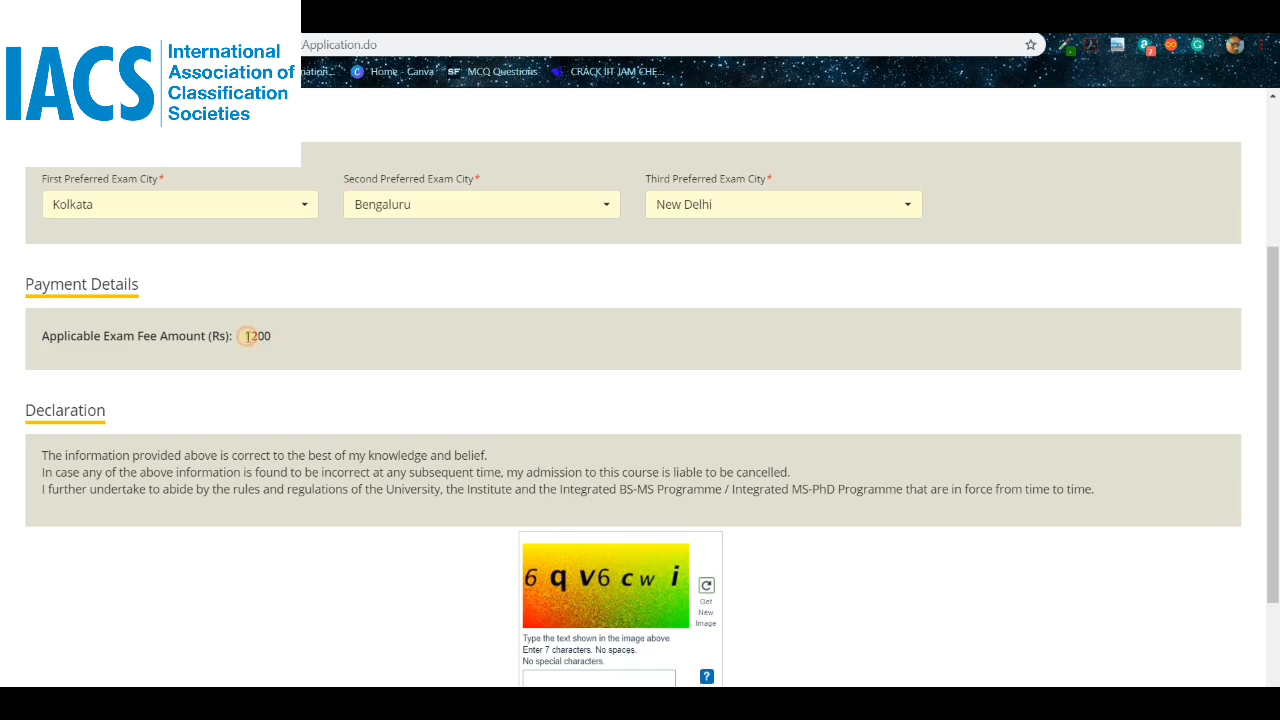 IACS
International
Association of
Classification
Societies
Application.do
Home - Canva
SF MCQ Questions
CRACK IIT JAM CHE...
First Preferred Exam City*
Second Preferred Exam City*
Third Preferred Exam City*
Kolkata
Bengaluru
New Delhi
Payment Details
Applicable Exam Fee Amount (Rs): 1200
Declaration
The information provided above is correct to the best of my knowledge and belief.
In case any of the above information is found to be incorrect at any subsequent time, my admission to this course is liable to be cancelled.
I further undertake to abide by the rules and regulations of the University, the Institute and the Integrated BS-MS Programme / Integrated MS-PhD Programme that are in force from time to time.
6 q v6 c w i
Get
New
Image
Type the text shown in the image above.
Enter 7 characters. No spaces.
No special characters.
?